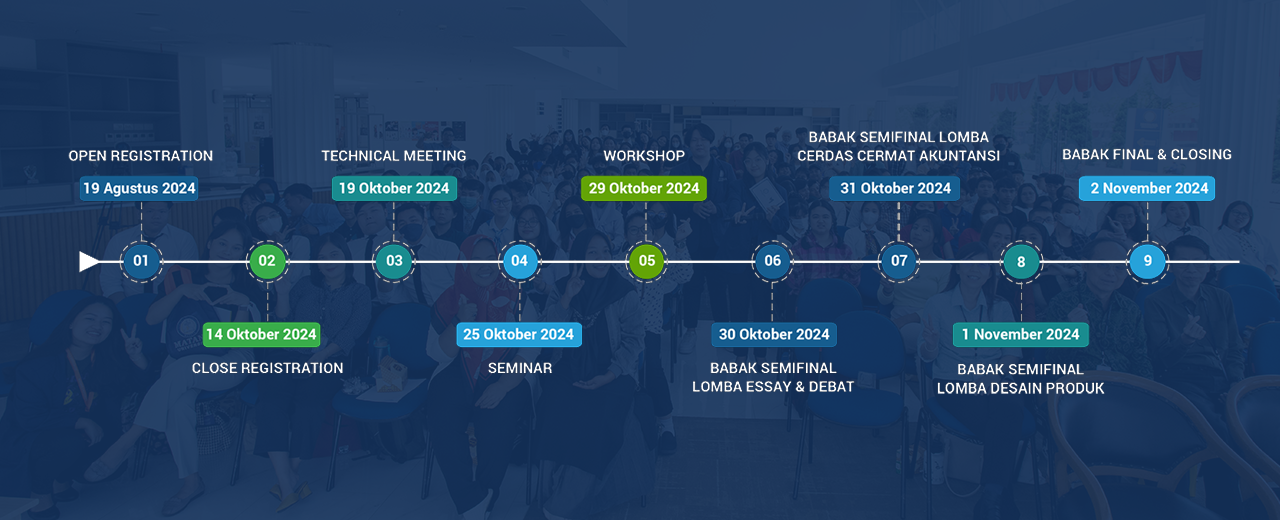 OPEN REGISTRATION
19 Agustus 2024
01
02
14 Oktober 2024
CLOSE REGISTRATION
TECHNICAL MEETING
19 Oktober 2024
03
04
25 Oktober 2024
SEMINAR
WORKSHOP
29 Oktober 2024
05
06
30 Oktober 2024
BABAK SEMIFINAL
LOMBA ESSAY & DEBAT
BABAK SEMIFINAL LOMBA
CERDAS CERMAT AKUNTANSI
31 Oktober 2024
07
8
1 November 2024
BABAK SEMIFINAL
LOMBA DESAIN PRODUK
BABAK FINAL & CLOSING
2 November 2024
9